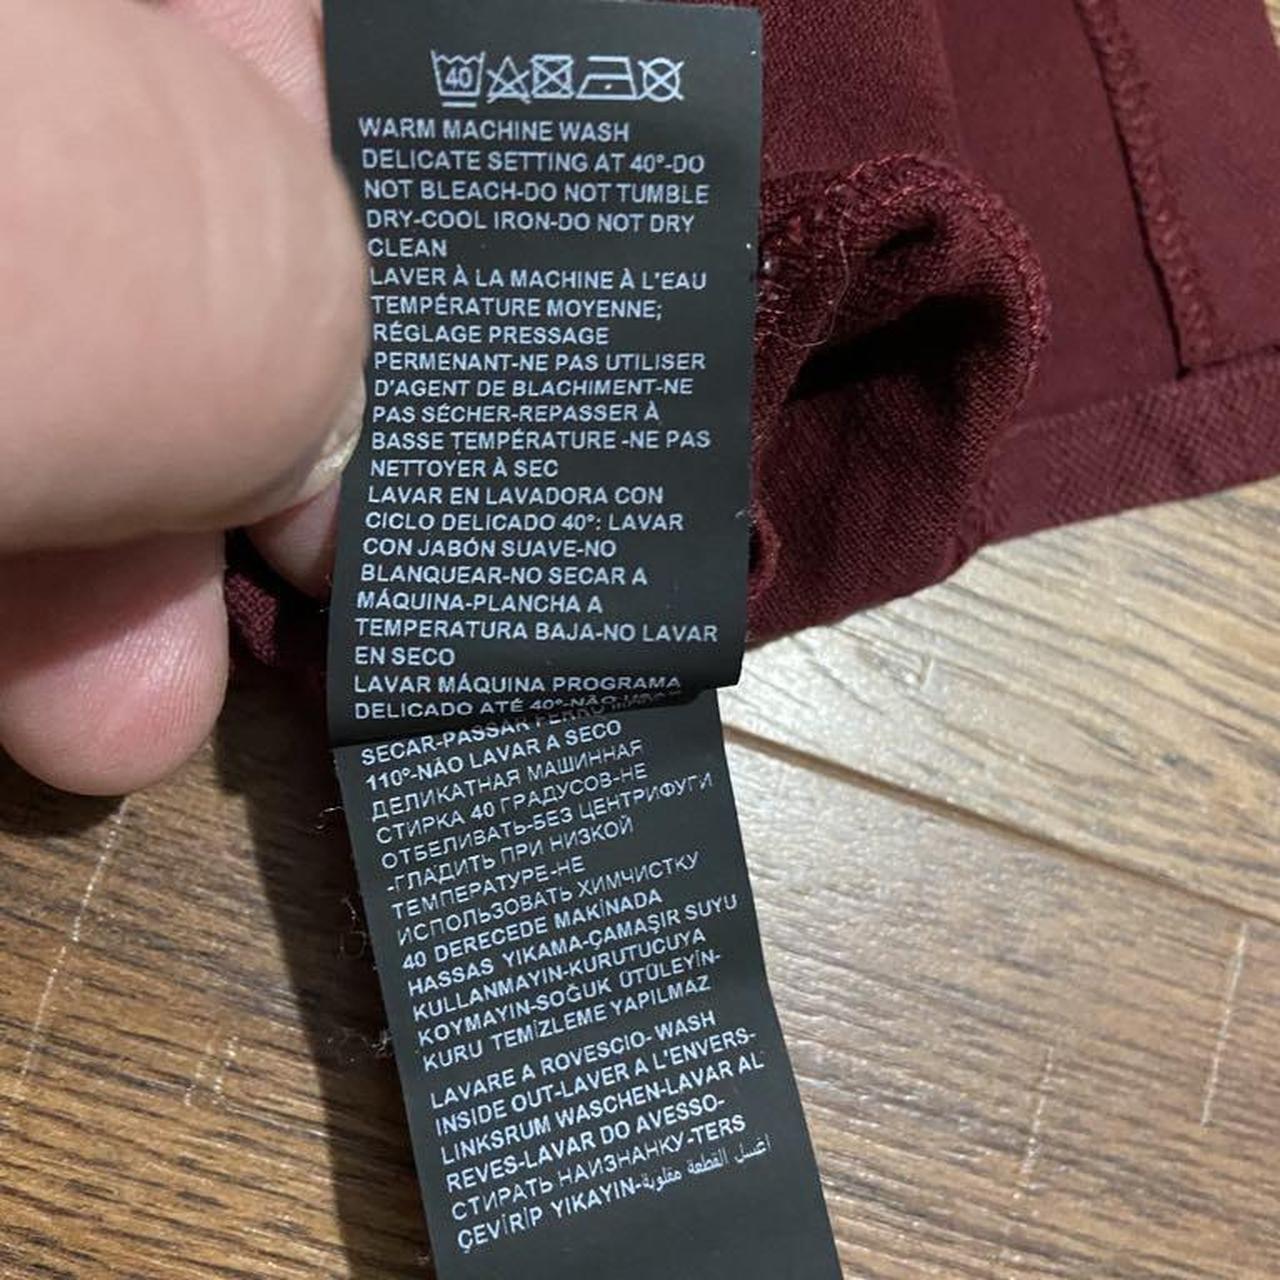 40
WARM MACHINE WASH
DELICATE SETTING AT 40°-DO
NOT BLEACH-DO NOT TUMBLE
DRY-COOL IRON-DO NOT DRY
CLEAN
LAVER À LA MACHINE À L'EAU
TEMPÉRATURE MOYENNE;
RÉGLAGE PRESSAGE
PERMENANT-NE PAS UTILISER
D'AGENT DE BLACHIMENT-NE
PAS SÉCHER-REPASSER À
BASSE TEMPÉRATURE -NE PAS
NETTOYER À SEC
LAVAR EN LAVADORA CON
CICLO DELICADO 40°: LAVAR
CON JABÓN SUAVE-NO
BLANQUEAR-NO SECAR A
MÁQUINA-PLANCHA A
TEMPERATURA BAJA-NO LAVAR
EN SECO
LAVAR MÁQUINA PROGRAMA
DELICADO ATÉ 40°-NÃO
SECAR-PASSAR FERRO
110°-NÃO LAVAR A SECO
ДЕЛИКАТНАЯ МАШИННАЯ
СТИРКА 40 ГРАДУСОВ-НЕ
ОТБЕЛИВАТЬ-БЕЗ ЦЕНТРИФУГИ
-ГЛАДИТЬ ПРИ НИЗКОЙ
ТЕМПЕРАТУРЕ-НЕ
ИСПОЛЬЗОВАТЬ ХИМЧИСТКУ
40 DERECEDE MAKİNADA
HASSAS YIKAMA-ÇAMAŞIR SUYU
KULLANMAYIN-KURUTUCUYA
KOYMAYIN-SOĞUK ÜTÜLEYİN-
KURU TEMİZLEME YAPILMAZ
LAVARE A ROVESCIO- WASH
INSIDE OUT-LAVER A L'ENVERS-
LINKSRUM WASCHEN-LAVAR AL
REVES-LAVAR DO AVESSO-
СТИРАТЬ НАИЗНАНКУ-TERS
ÇEVİRİP YIKAYIN-اغسل القطعة مقلوبة